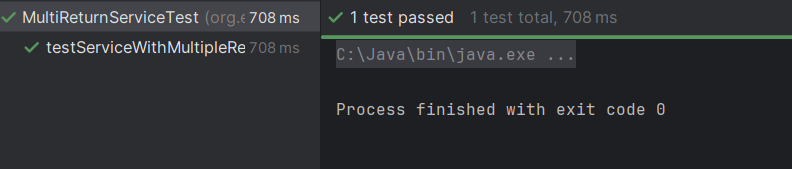 MultiReturnServiceTest (org.e 708 ms
testServiceWithMultipleRe 708 ms
1 test passed 1 test total, 708 ms
C:\Java\bin\java.exe ...
Process finished with exit code 0